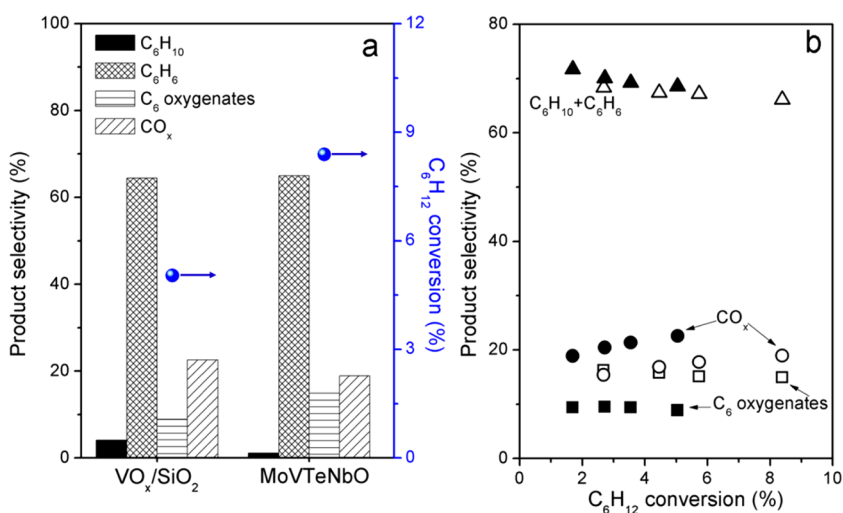 a
C6H10
C6H6
C6 oxygenates
COx
Product selectivity (%)
100
80
60
40
20
0
VOx/SiO2
MoVTeNbO
12
9
6
3
0
C6H12 conversion (%)
b
Product selectivity (%)
80
60
40
20
0
C6H10+C6H6
COx
C6 oxygenates
0
2
4
6
8
10
C6H12 conversion (%)